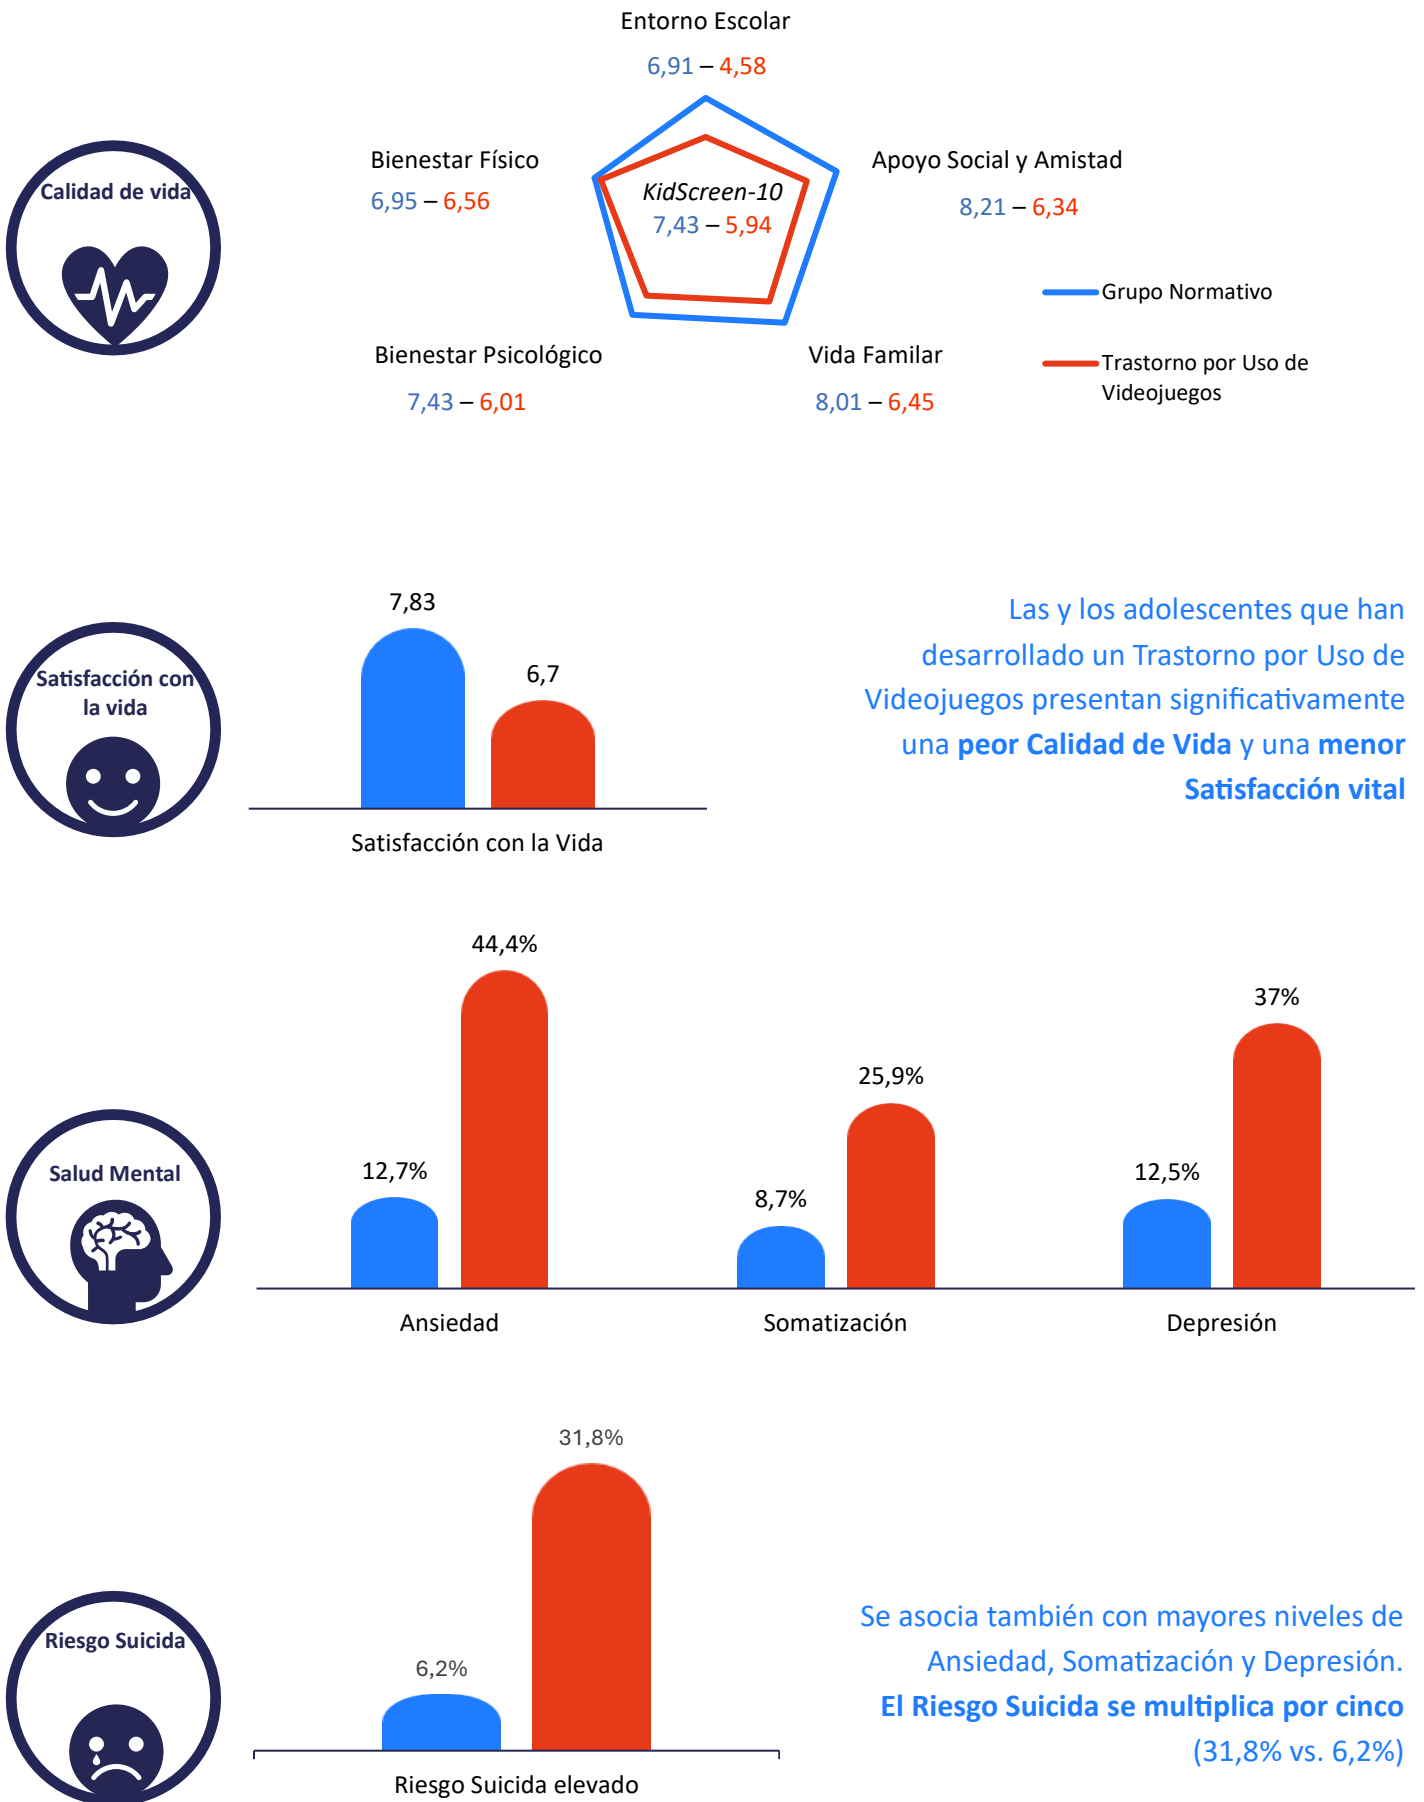 Entorno Escolar
6,91 – 4,58
Calidad de vida
Bienestar Físico
6,95 – 6,56
KidScreen-10
7,43 – 5,94
Apoyo Social y Amistad
8,21 – 6,34
Grupo Normativo
Bienestar Psicológico
7,43 – 6,01
Vida Familar
8,01 – 6,45
Trastorno por Uso de
Videojuegos
Satisfacción con
la vida
7,83
6,7
Satisfacción con la Vida
Las y los adolescentes que han
desarrollado un Trastorno por Uso de
Videojuegos presentan significativamente
una peor Calidad de Vida y una menor
Satisfacción vital
Salud Mental
12,7%
44,4%
8,7%
25,9%
12,5%
37%
Ansiedad
Somatización
Depresión
Riesgo Suicida
6,2%
31,8%
Riesgo Suicida elevado
Se asocia también con mayores niveles de
Ansiedad, Somatización y Depresión.
El Riesgo Suicida se multiplica por cinco
(31,8% vs. 6,2%)